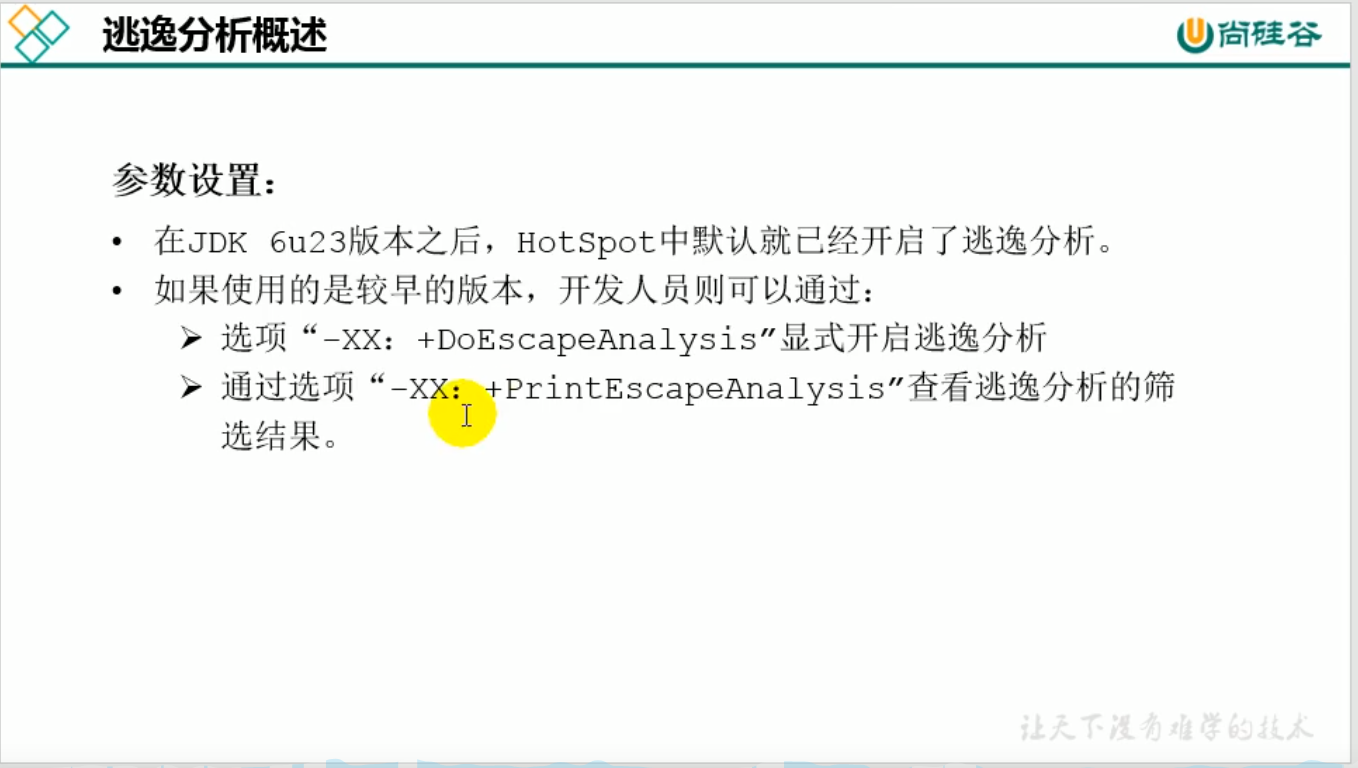 逃逸分析概述
尚硅谷
参数设置：
• 在JDK 6u23版本之后，HotSpot中默认就已经开启了逃逸分析。
• 如果使用的是较早的版本，开发人员则可以通过：
➢ 选项“-XX：+DoEscapeAnalysis”显式开启逃逸分析
➢ 通过选项“-XX：+PrintEscapeAnalysis”查看逃逸分析的筛
选结果。
让天下没有难学的技术